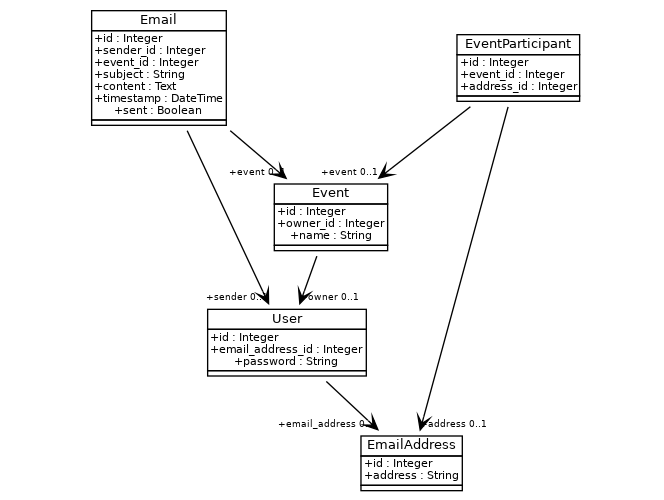 Email
+id : Integer
+sender_id : Integer
+event_id : Integer
+subject : String
+content : Text
+timestamp : DateTime
+sent : Boolean
EventParticipant
+id : Integer
+event_id : Integer
+address_id : Integer
+event 0..1
+event 0..1
Event
+id : Integer
+owner_id : Integer
+name : String
+sender 0..
owner 0..1
User
+id : Integer
+email_address_id : Integer
+password : String
+email_address 0..
address 0..1
EmailAddress
+id : Integer
+address : String